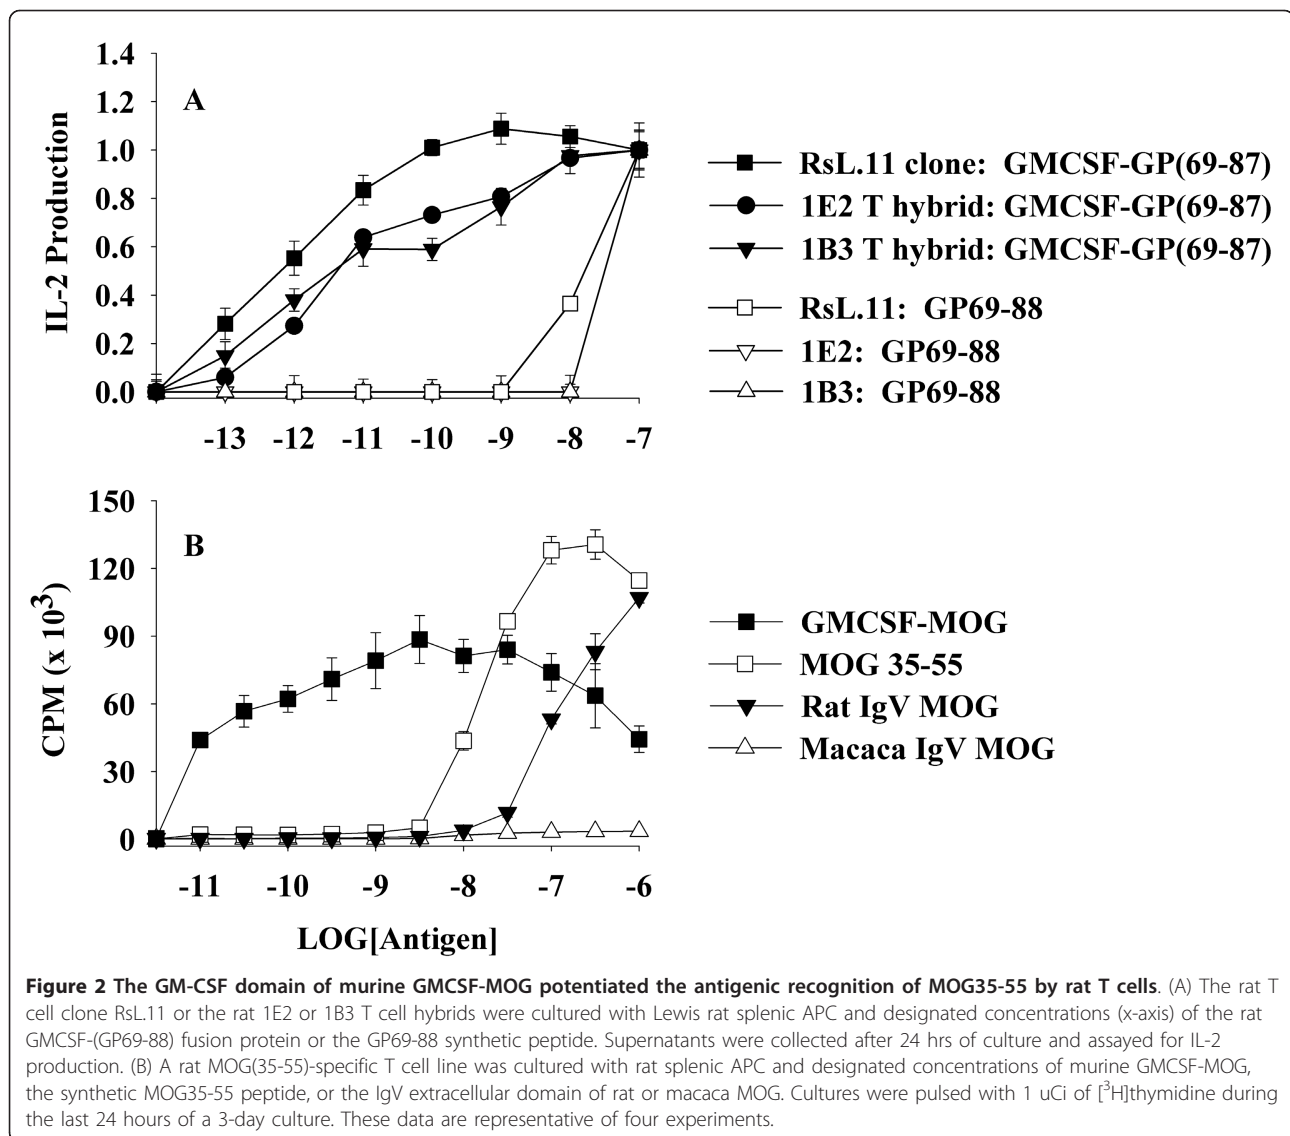 1.4
1.2
1.0
0.8
0.6
0.4
0.2
0.0
IL-2 Production
A
-13 -12 -11 -10 -9 -8 -7
RsL.11 clone: GMCSF-GP(69-87)
1E2 T hybrid: GMCSF-GP(69-87)
1B3 T hybrid: GMCSF-GP(69-87)
RsL.11: GP69-88
1E2: GP69-88
1B3: GP69-88
150
120
90
60
30
0
CPM (x 10³)
B
-11 -10 -9 -8 -7 -6
LOG[Antigen]
GMCSF-MOG
MOG 35-55
Rat IgV MOG
Macaca IgV MOG
Figure 2 The GM-CSF domain of murine GMCSF-MOG potentiated the antigenic recognition of MOG35-55 by rat T cells. (A) The rat T
cell clone RsL.11 or the rat 1E2 or 1B3 T cell hybrids were cultured with Lewis rat splenic APC and designated concentrations (x-axis) of the rat
GMCSF-(GP69-88) fusion protein or the GP69-88 synthetic peptide. Supernatants were collected after 24 hrs of culture and assayed for IL-2
production. (B) A rat MOG(35-55)-specific T cell line was cultured with rat splenic APC and designated concentrations of murine GMCSF-MOG,
the synthetic MOG35-55 peptide, or the IgV extracellular domain of rat or macaca MOG. Cultures were pulsed with 1 uCi of [³H]thymidine during
the last 24 hours of a 3-day culture. These data are representative of four experiments.